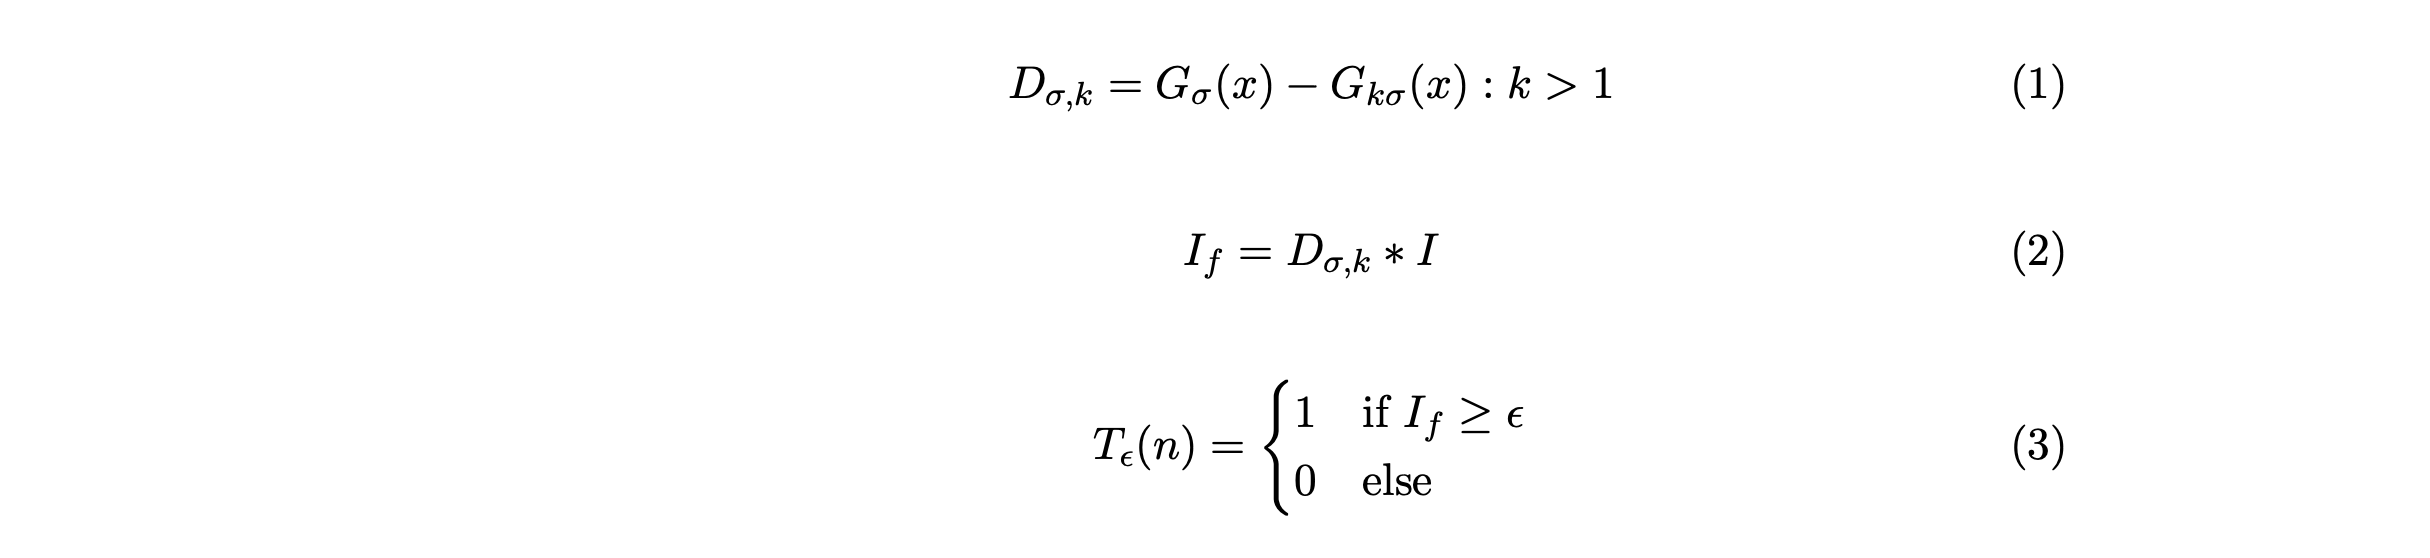 D_{σ,k} = G_σ(x) − G_{kσ}(x) : k > 1 (1)
I_f = D_{σ,k} ∗ I (2)
T_ϵ(n) = { 1 if I_f ≥ ϵ
0 else (3)